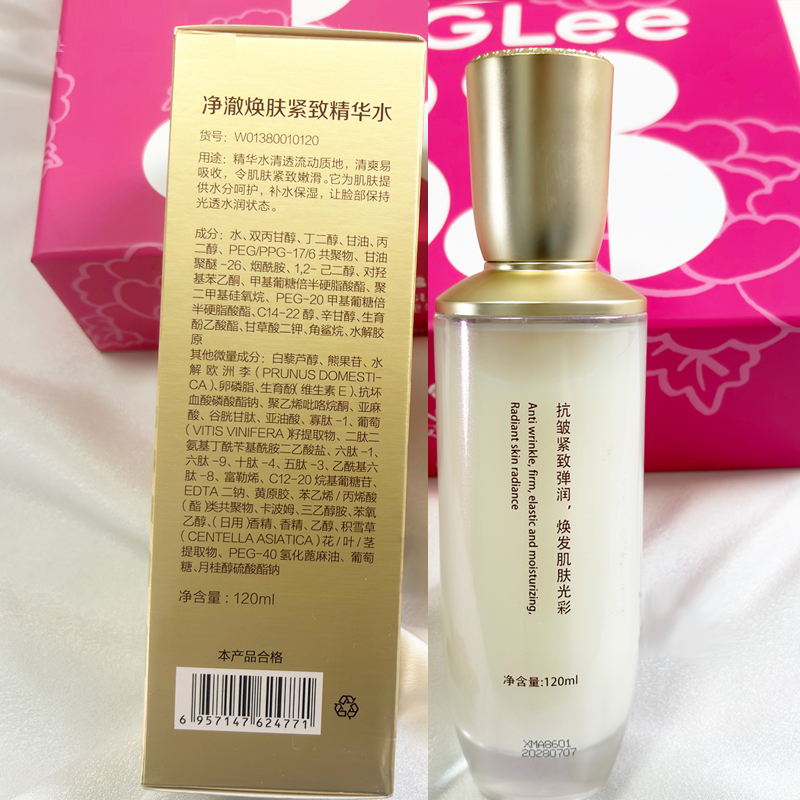 净澈焕肤紧致精华水
货号：W01380010120
用途：精华水清透流动质地，清爽易
吸收，令肌肤紧致嫩滑。它为肌肤提
供水分呵护，补水保湿，让脸部保持
光透水润状态。
成分：水、双丙甘醇、丁二醇、甘油、丙
二醇、PEG/PPG-17/6 共聚物、甘油
聚醚 -26、烟酰胺、1,2- 己二醇、对羟
基苯乙酮、甲基葡糖倍半硬脂酸酯、聚
二甲基硅氧烷、PEG-20 甲基葡糖倍
半硬脂酸酯、C14-22 醇、辛甘醇、生育
酚乙酸酯、甘草酸二钾、角鲨烷、水解胶
原
其他微量成分：白藜芦醇、熊果苷、水
解欧洲李(PRUNUS DOMESTI-
CA)、卵磷脂、生育酚(维生素E)、抗坏
血酸磷酸酯钠、聚乙烯吡咯烷酮、亚麻
酸、谷胱甘肽、亚油酸、寡肽 -1、葡萄
(VITIS VINIFERA)籽提取物、二肽二
氨基丁酰苄基酰胺二乙酸盐、六肽 -1、
六肽 -9、十肽 -4、五肽 -3、乙酰基六
肽 -8、富勒烯、C12-20 烷基葡糖苷、
EDTA 二钠、黄原胶、苯乙烯 / 丙烯酸
(酯)类共聚物、卡波姆、三乙醇胺、苯氧
乙醇、(日用)香精、香精、乙醇、积雪草
(CENTELLA ASIATICA)花 / 叶 / 茎
提取物、PEG-40 氢化蓖麻油、葡萄
糖、月桂醇硫酸酯钠
净含量：120ml
本产品合格
6 957147 624771
GLee
抗皱紧致弹润，焕发肌肤光彩
Anti wrinkle, firm, elastic and moisturizing,
Radiant skin radiance
净含量:120ml
XMA8601
20280707